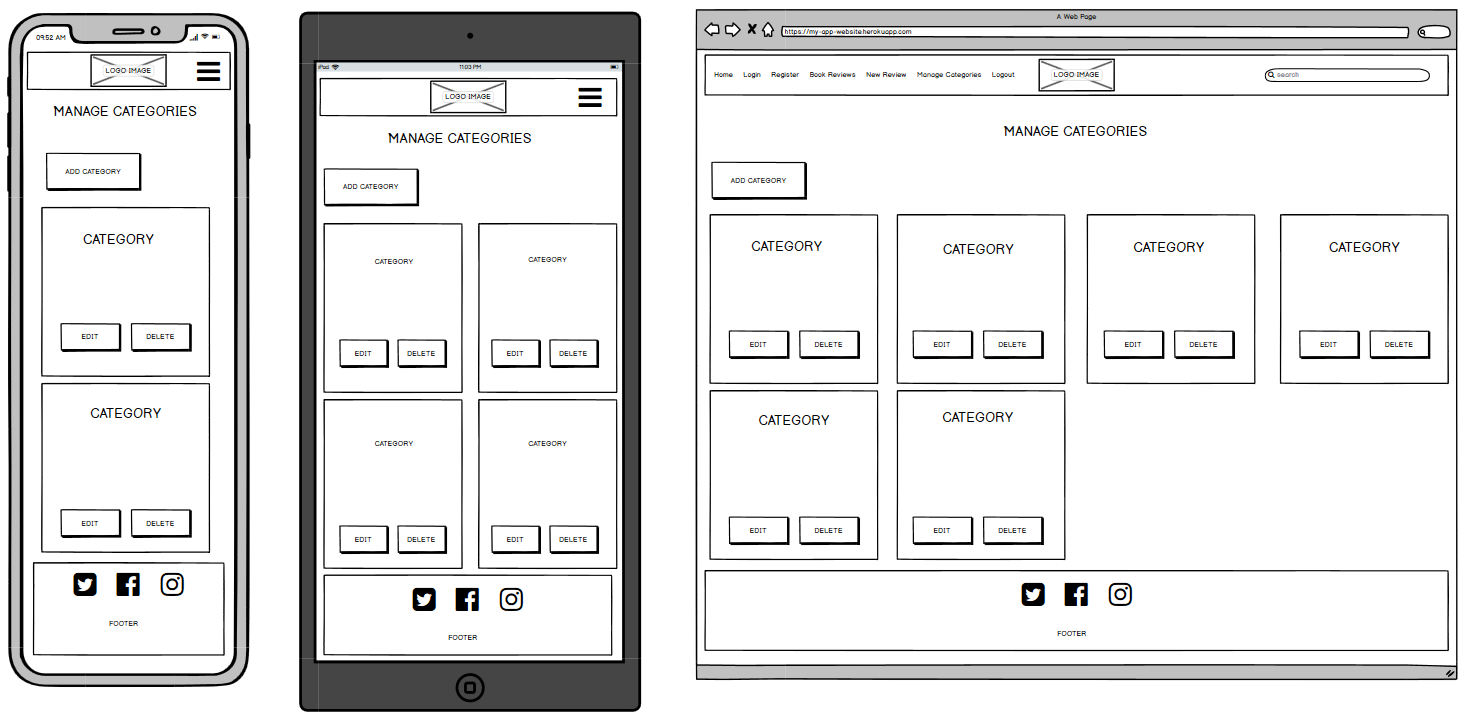 09:52 AM
LOGO IMAGE
MANAGE CATEGORIES
ADD CATEGORY
CATEGORY
EDIT DELETE
CATEGORY
EDIT DELETE
FOOTER
iPod 11:03 PM
LOGO IMAGE
MANAGE CATEGORIES
ADD CATEGORY
CATEGORY CATEGORY
EDIT DELETE EDIT DELETE
CATEGORY CATEGORY
EDIT DELETE EDIT DELETE
FOOTER
A Web Page
https://my-app-website.herokuapp.com
Home Login Register Book Reviews New Review Manage Categories Logout LOGO IMAGE search
MANAGE CATEGORIES
ADD CATEGORY
CATEGORY CATEGORY CATEGORY CATEGORY
EDIT DELETE EDIT DELETE EDIT DELETE EDIT DELETE
CATEGORY CATEGORY
EDIT DELETE EDIT DELETE
FOOTER